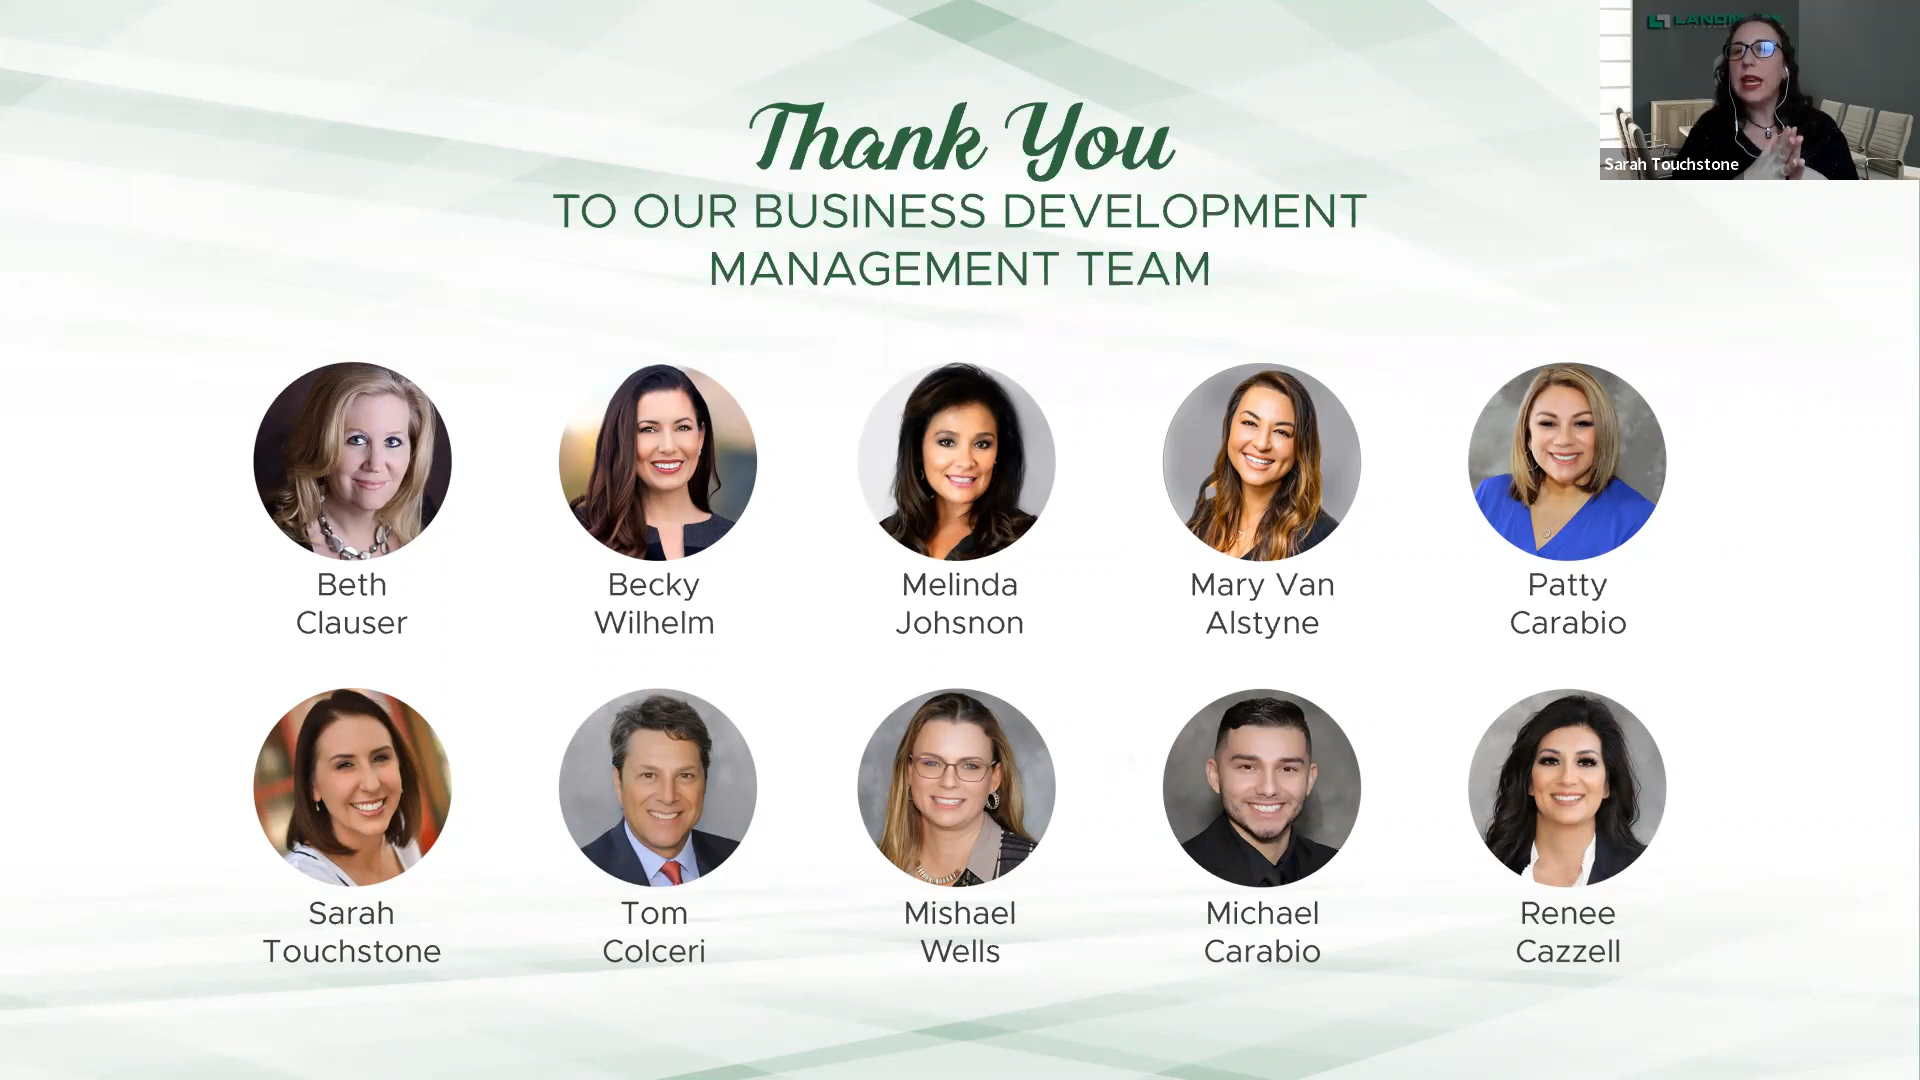 Thank You
TO OUR BUSINESS DEVELOPMENT
MANAGEMENT TEAM
Sarah Touchstone
Beth
Clauser
Becky
Wilhelm
Melinda
Johsnon
Mary Van
Alstyne
Patty
Carabio
Sarah
Touchstone
Tom
Colceri
Mishael
Wells
Michael
Carabio
Renee
Cazzell